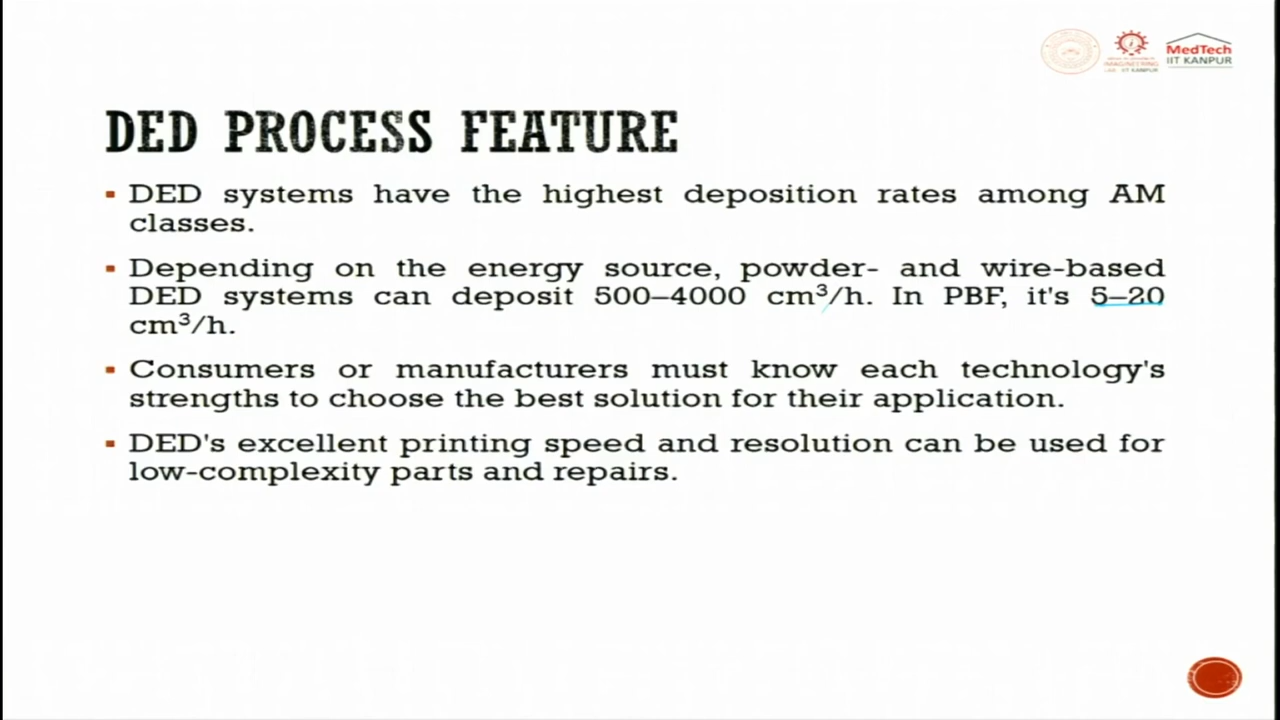 MedTech
IIT KANPUR
DED PROCESS FEATURE
▪ DED systems have the highest deposition rates among AM
classes.
▪ Depending on the energy source, powder- and wire-based
DED systems can deposit 500–4000 cm³/h. In PBF, it's 5–20
cm³/h.
▪ Consumers or manufacturers must know each technology's
strengths to choose the best solution for their application.
▪ DED's excellent printing speed and resolution can be used for
low-complexity parts and repairs.